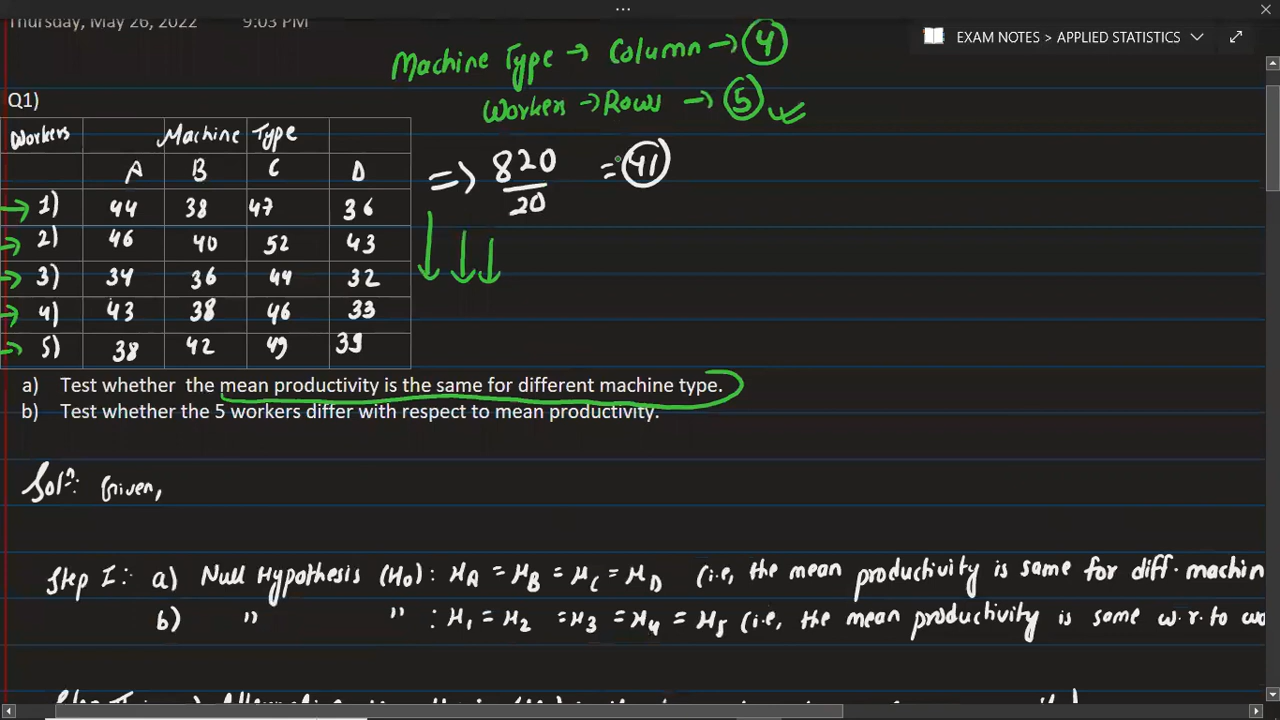 Thursday, May 26, 2022 9:03 PM
EXAM NOTES > APPLIED STATISTICS
Machine Type → Column → 4
Workers → Rows → 5
Q1)
Workers Machine Type
A B C D
1) 44 38 47 36
2) 46 40 52 43
3) 34 36 44 32
4) 43 38 46 33
5) 38 42 49 39
=> 820/20 = 41
a) Test whether the mean productivity is the same for different machine type.
b) Test whether the 5 workers differ with respect to mean productivity.
Solⁿ: Given,
Step I:- a) Null Hypothesis (H₀) : μA = μB = μC = μD (i.e, the mean productivity is same for diff. machin
b) " " : μ₁ = μ₂ = μ₃ = μ₄ = μ₅ (i.e, the mean productivity is same w.r.to wo